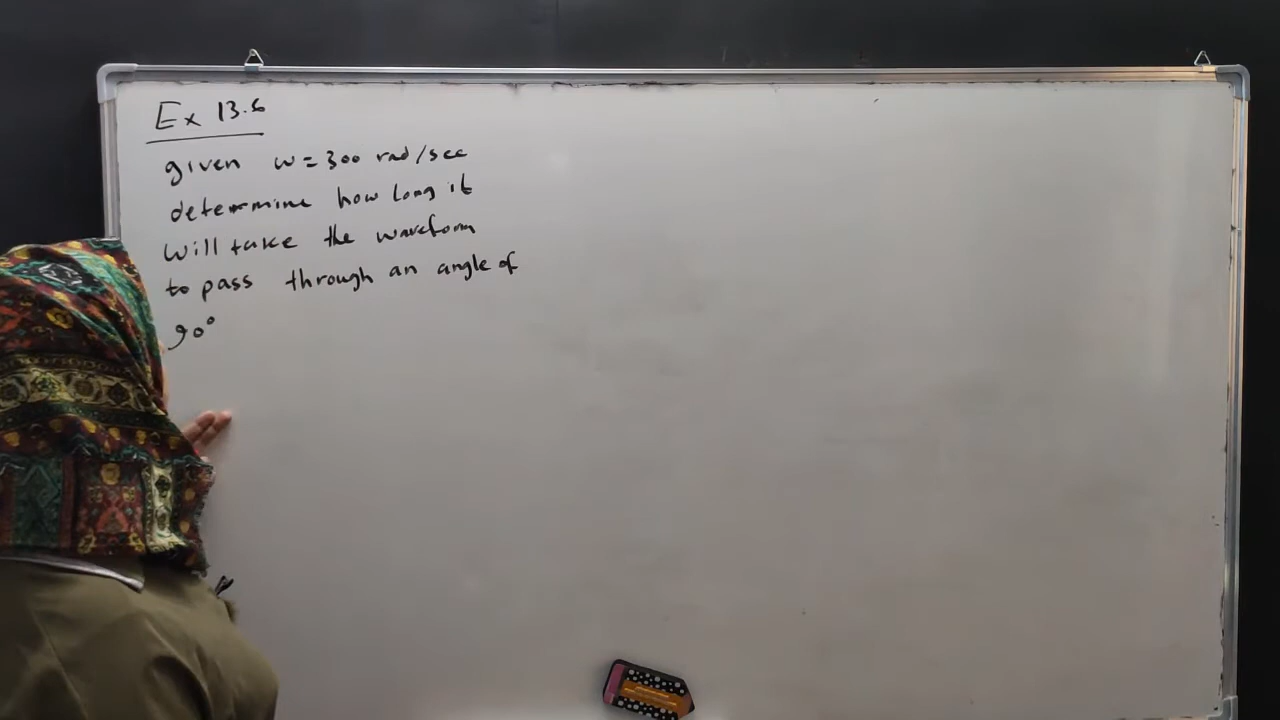 Ex 13.6
given w = 300 rad/sec
determine how long it
will take the waveform
to pass through an angle of
90°